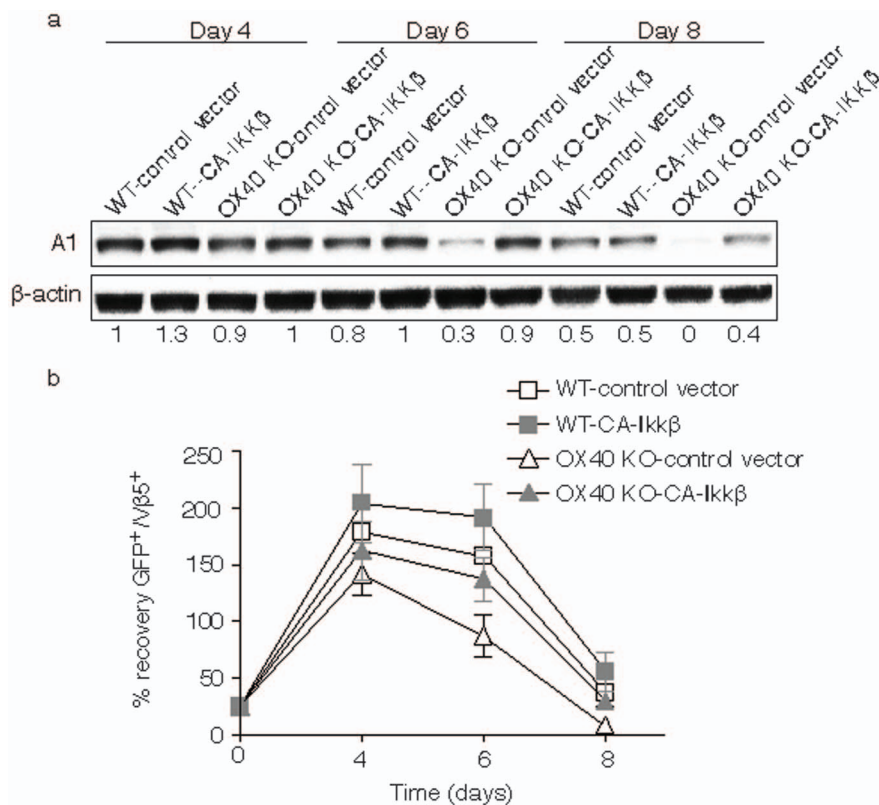 a
Day 4 Day 6 Day 8
WT-control vector
WT--CA-IKKβ
OX40 KO-ontrol vector
OX40 KO-CA-IKKβ
WT-control vector
WT--CA-IKKβ
OX40 KO-ontrol vector
OX40 KO-CA-IKKβ
WT-control vector
WT--CA-IKKβ
OX40 KO-ontrol vector
OX40 KO-CA-IKKβ
A1
β-actin
1 1.3 0.9 1 0.8 1 0.3 0.9 0.5 0.5 0 0.4
b
WT-control vector
WT-CA-Ikkβ
OX40 KO-control vector
OX40 KO-CA-Ikkβ
% recovery GFP⁺/Vβ5⁺
250
200
150
100
50
0
0 4 6 8
Time (days)